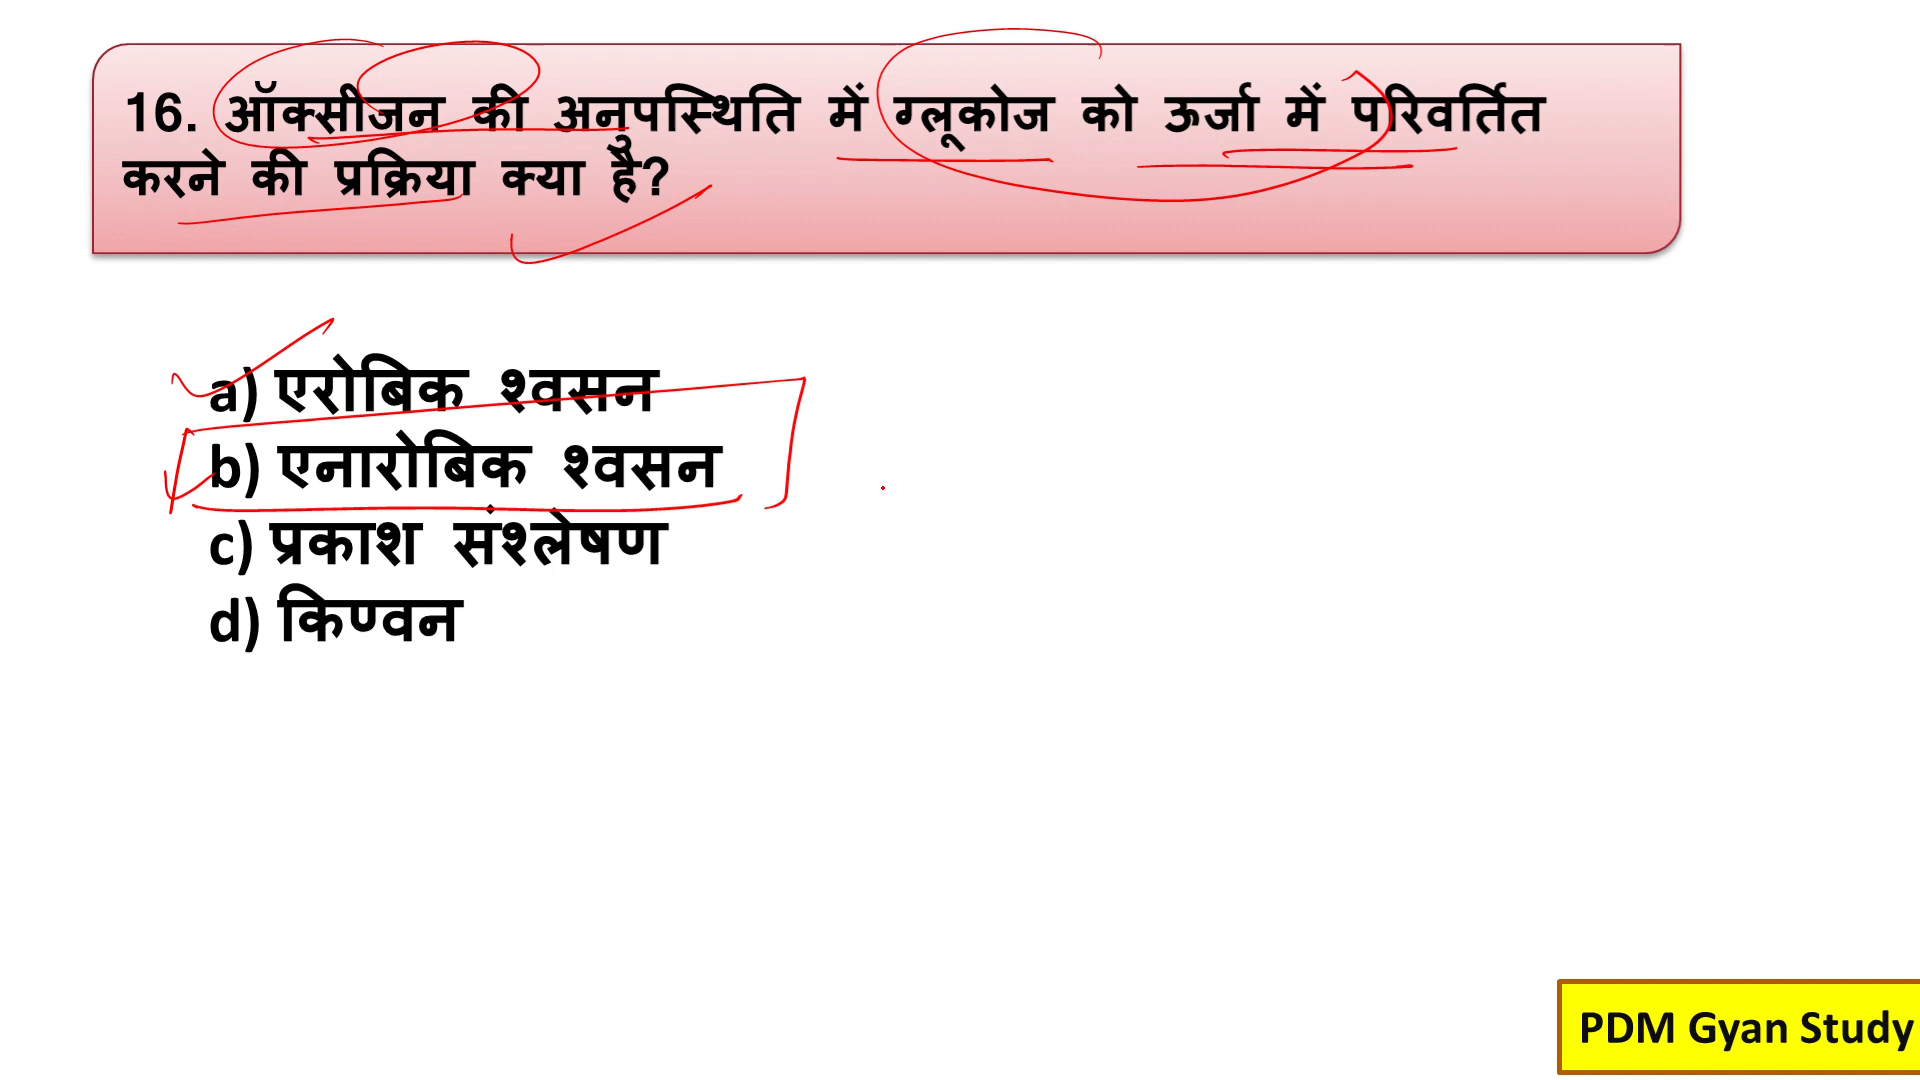 16. ऑक्सीजन की अनुपस्थिति में ग्लूकोज को ऊर्जा में परिवर्तित
करने की प्रक्रिया क्या है?
a) एरोबिक श्वसन
b) एनारोबिक श्वसन
c) प्रकाश संश्लेषण
d) किण्वन
PDM Gyan Study